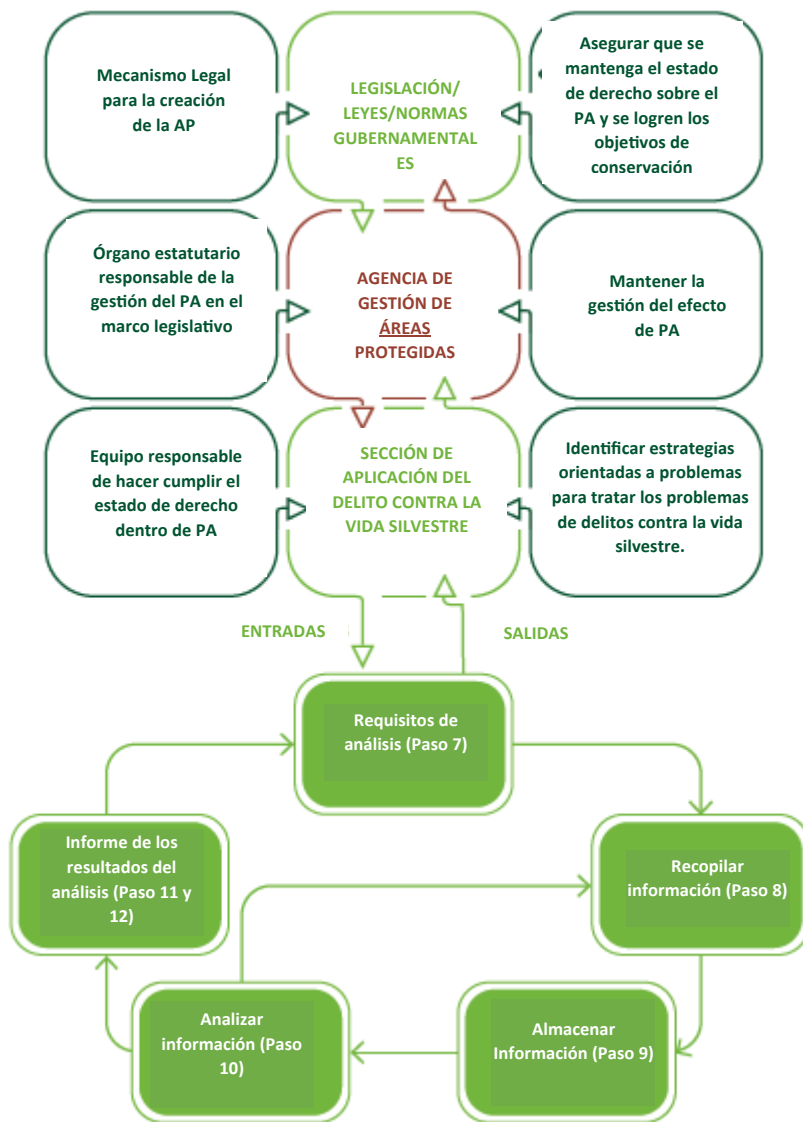 Mecanismo Legal
para la creación
de la AP
LEGISLACIÓN/
LEYES/NORMAS
GUBERNAMENTAL
ES
Asegurar que se
mantenga el estado
de derecho sobre el
PA y se logren los
objetivos de
conservación
Órgano estatutario
responsable de la
gestión del PA en el
marco legislativo
AGENCIA DE
GESTIÓN DE
ÁREAS
PROTEGIDAS
Mantener la
gestión del efecto
de PA
Equipo responsable
de hacer cumplir el
estado de derecho
dentro de PA
SECCIÓN DE
APLICACIÓN DEL
DELITO CONTRA LA
VIDA SILVESTRE
Identificar estrategias
orientadas a problemas
para tratar los problemas
de delitos contra la vida
silvestre.
ENTRADAS
SALIDAS
Requisitos de
análisis (Paso 7)
Informe de los
resultados del
análisis (Paso 11 y
12)
Recopilar
información (Paso 8)
Analizar
información (Paso
10)
Almacenar
Información (Paso 9)